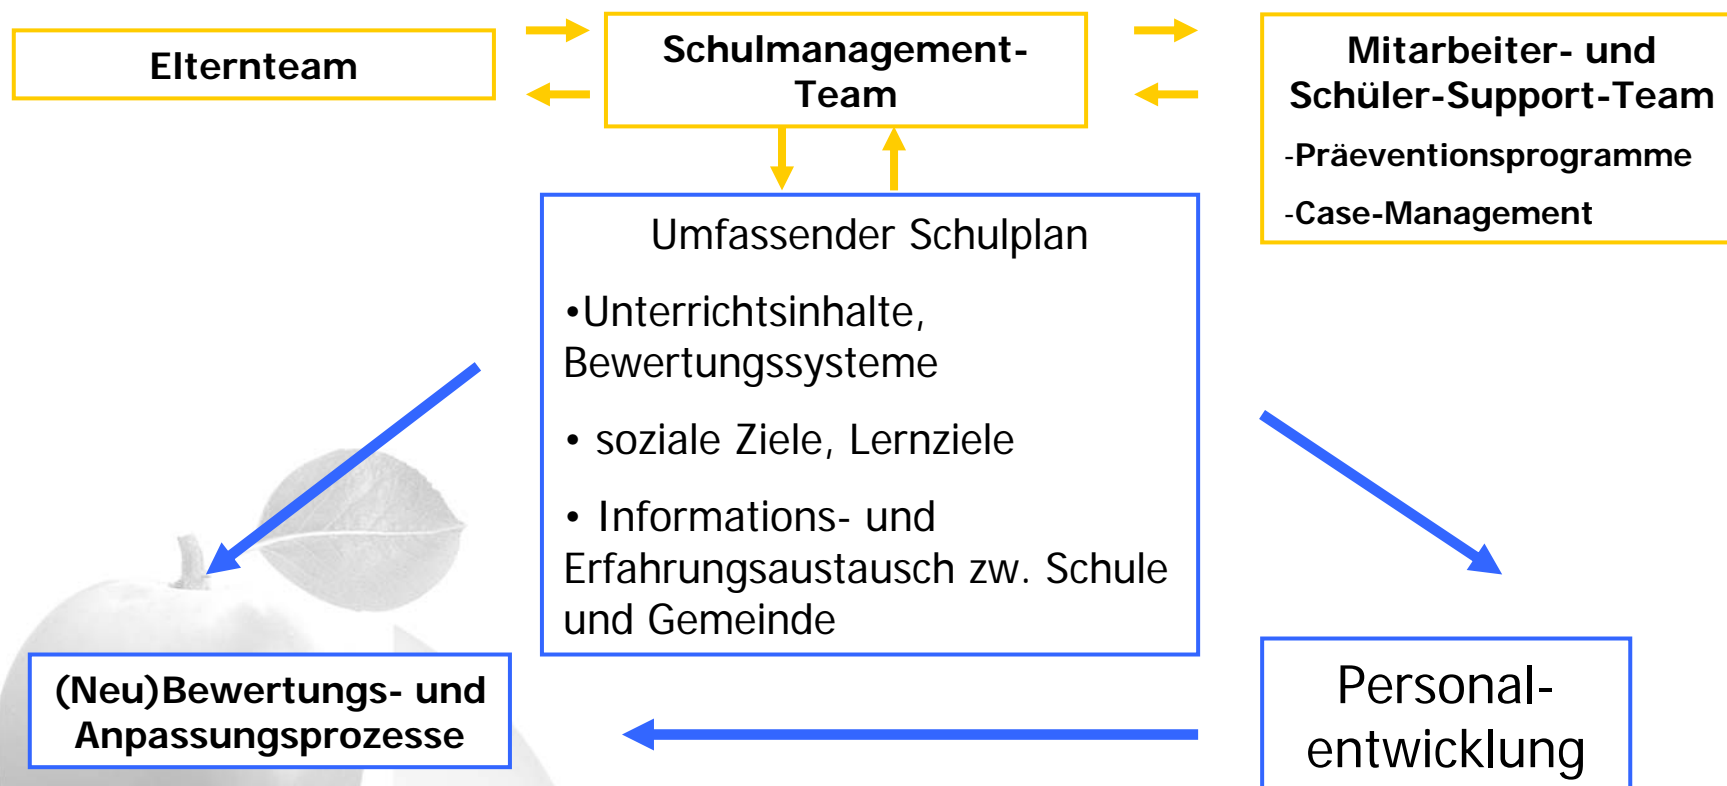 Elternteam
Schulmanagement-
Team
Mitarbeiter- und
Schüler-Support-Team
-Präeventionsprogramme
-Case-Management
Umfassender Schulplan
•Unterrichtsinhalte,
Bewertungssysteme
• soziale Ziele, Lernziele
• Informations- und
Erfahrungsaustausch zw. Schule
und Gemeinde
(Neu)Bewertungs- und
Anpassungsprozesse
Personal-
entwicklung